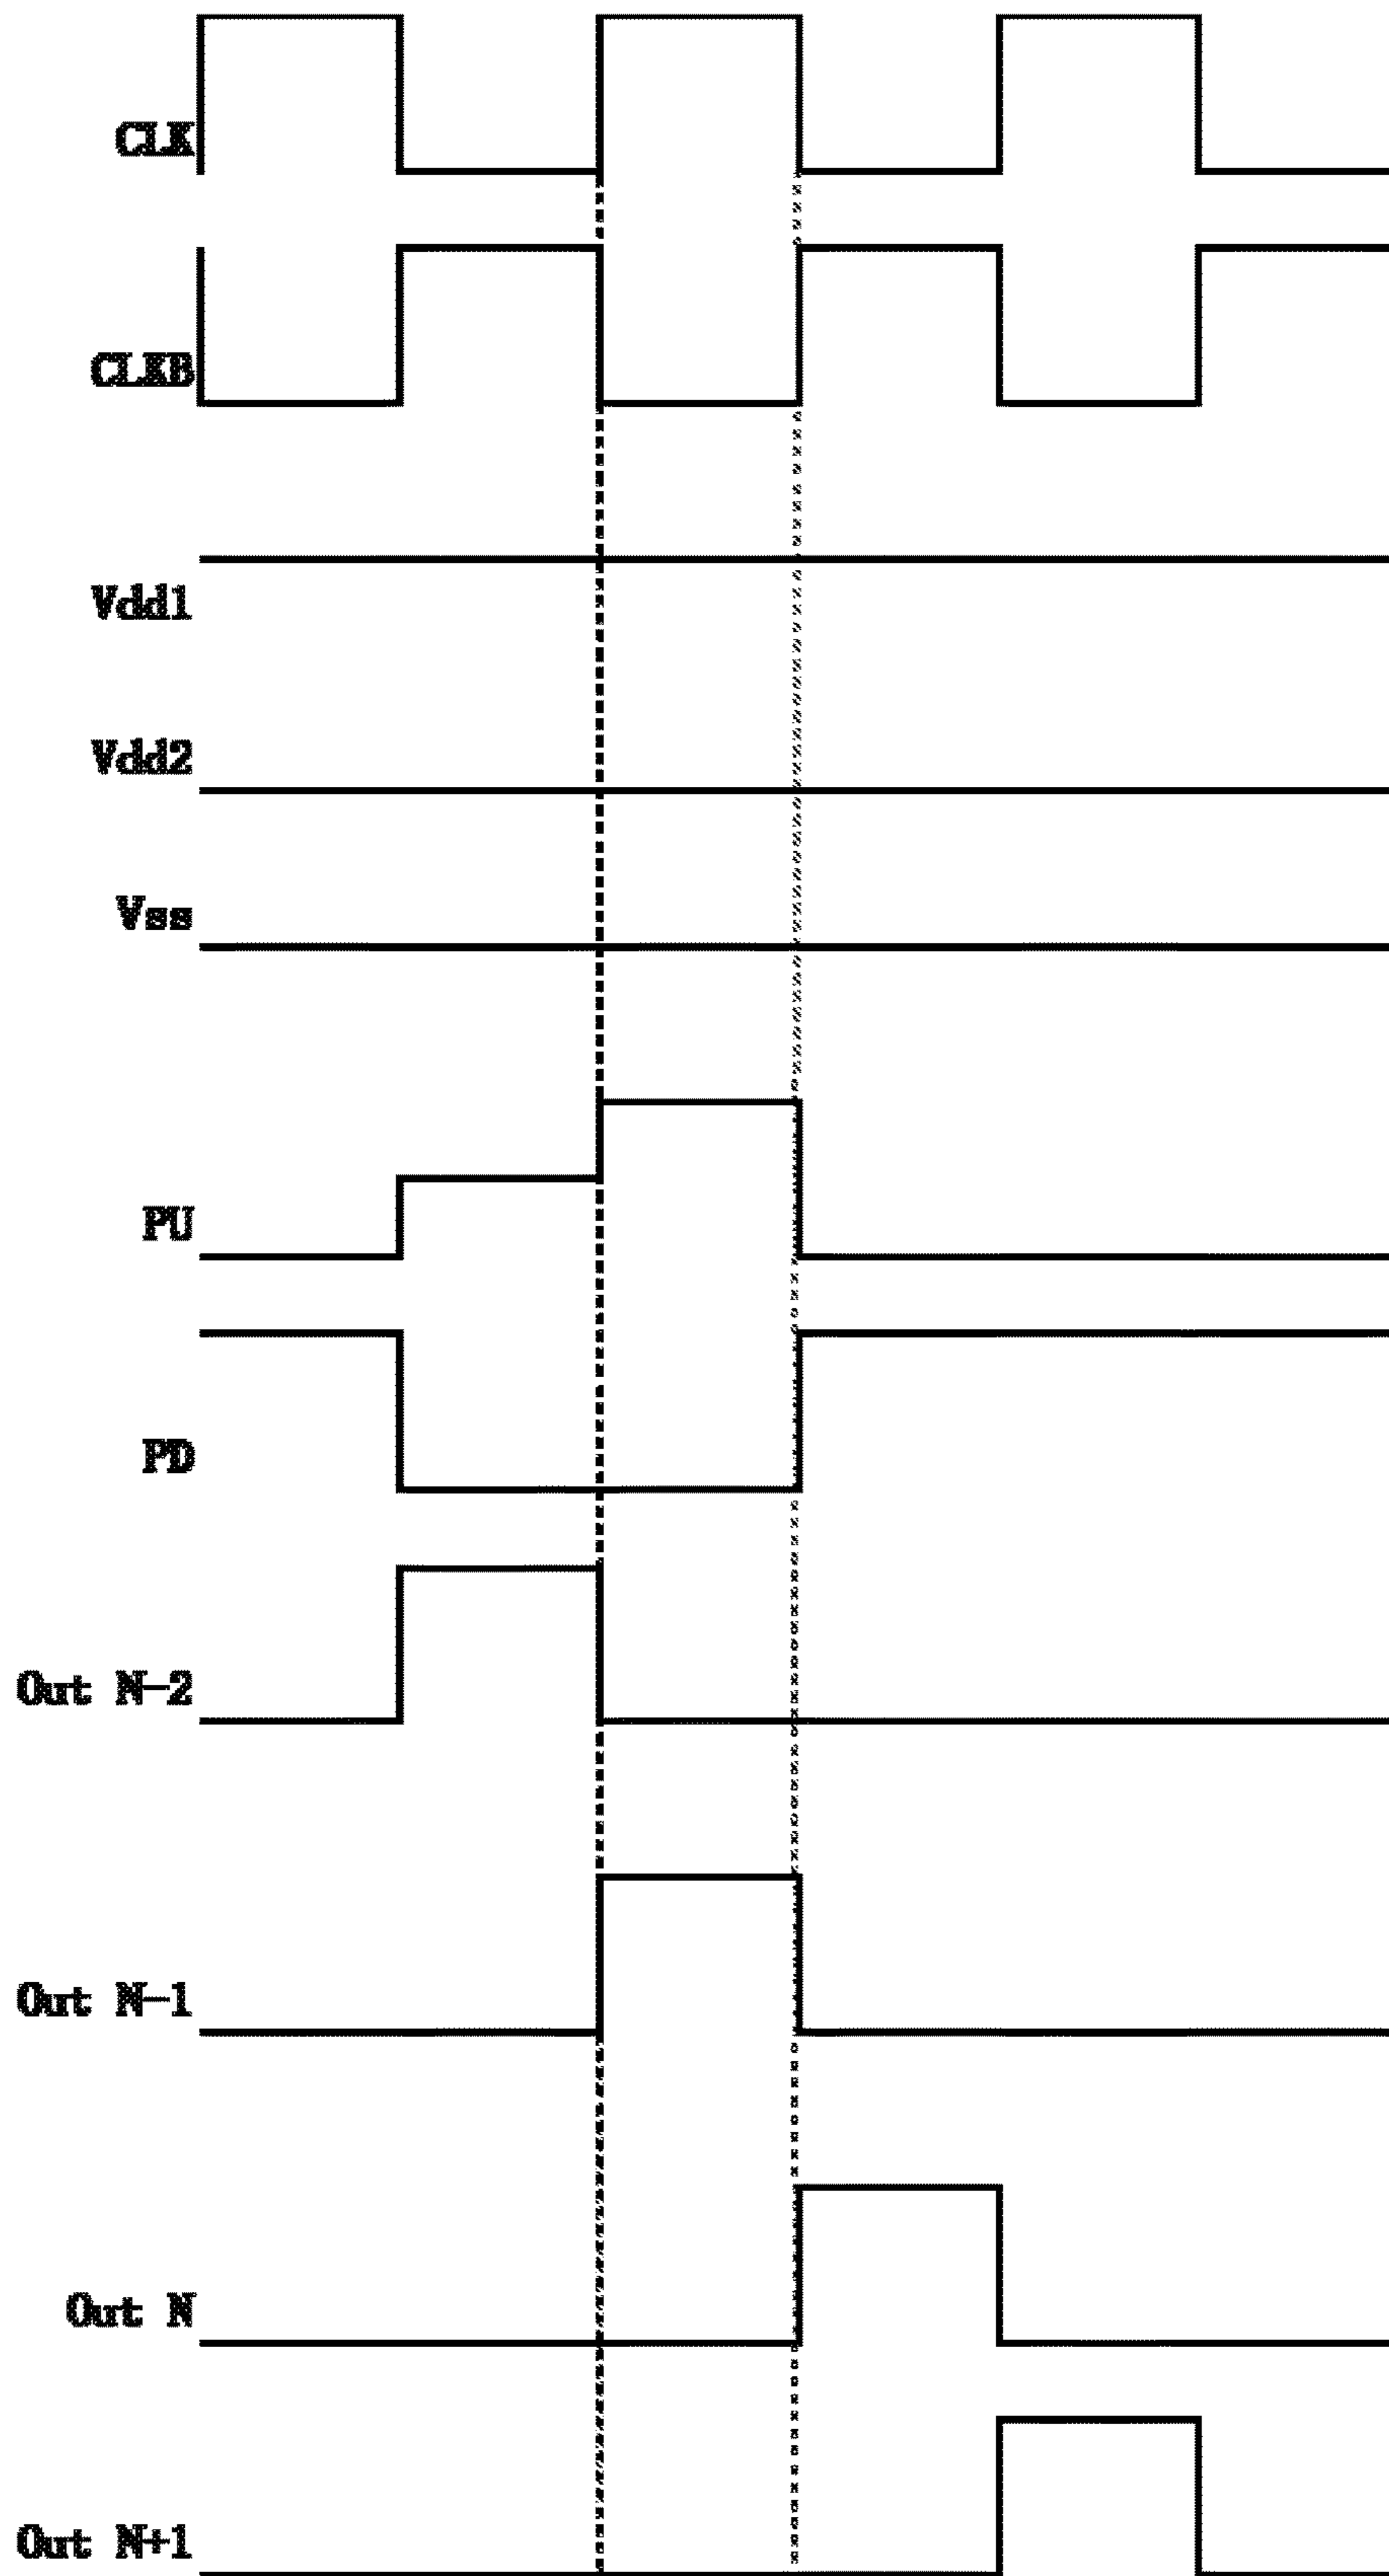 CLK
CLKB
Vdd1
Vdd2
Vss
PU
PD
Out N-2
Out N-1
Out N
Out N+1